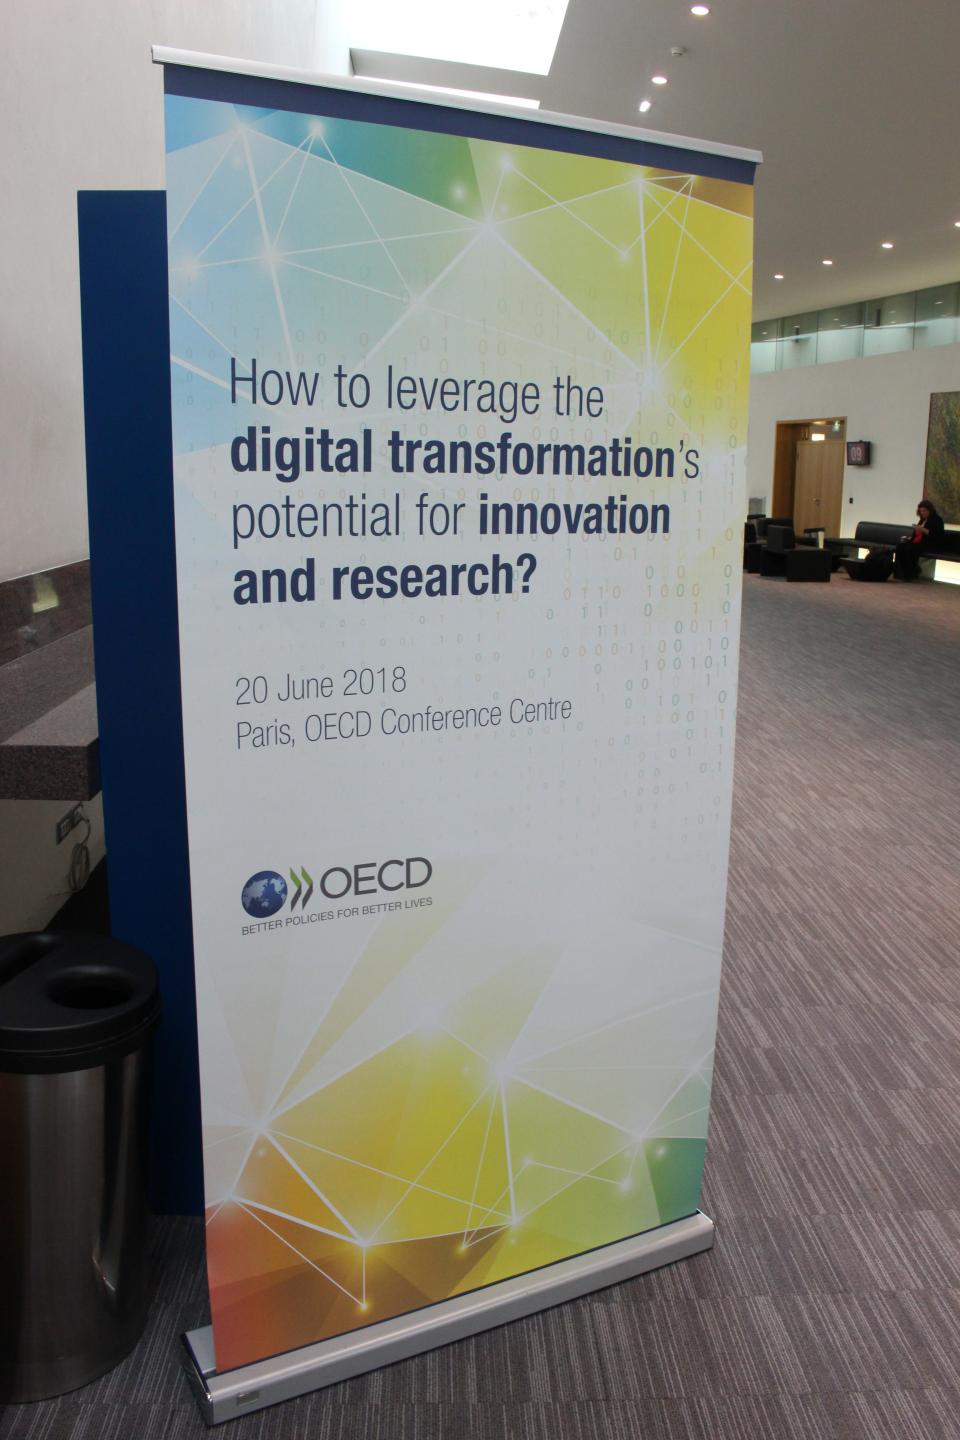 How to leverage the
digital transformation's
potential for innovation
and research?
20 June 2018
Paris, OECD Conference Centre
OECD
BETTER POLICIES FOR BETTER LIVES
09